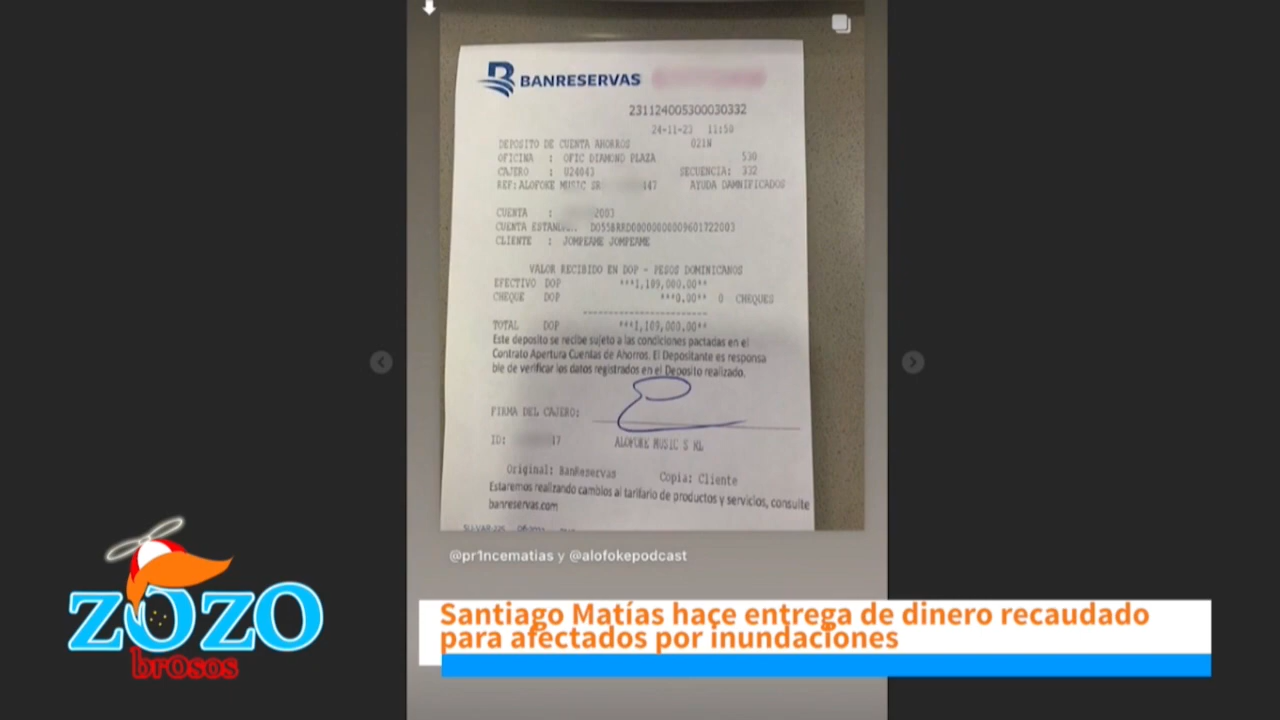 BANRESERVAS
231124005300030332
24-11-23 11:50
DEPOSITO DE CUENTA AHORROS 021N
OFICINA : OFIC DIAMOND PLAZA 530
CAJERO : U24043 SECUENCIA: 332
REF: ALOFOKE MUSIC SR 147 AYUDA DAMNIFICADOS
CUENTA : 2003
CUENTA
CLIENTE : JOMPEAME JOMPEAME
VALOR RECIBIDO EN DOP - PESOS DOMINICANOS
EFECTIVO DOP ***1,109,000.00**
CHEQUE DOP ***0.00** 0 CHEQUES
TOTAL DOP ***1,109,000.00**
Este deposito se recibe sujeto a las condiciones pactadas en el
Contrato Apertura Cuentas de Ahorros. El Depositante es responsa
ble de verificar los datos registrados en el Deposito realizado.
FIRMA DEL CAJERO:
ID: 17 ALOFOKE MUSIC S RL
Original: BanReservas Copia: Cliente
Estaremos realizando cambios al tarifario de productos y servicios, consulte
banreservas.com
@pr1ncematias y @alofokepodcast
Santiago Matías hace entrega de dinero recaudado
para afectados por inundaciones
ZOZO
brosos